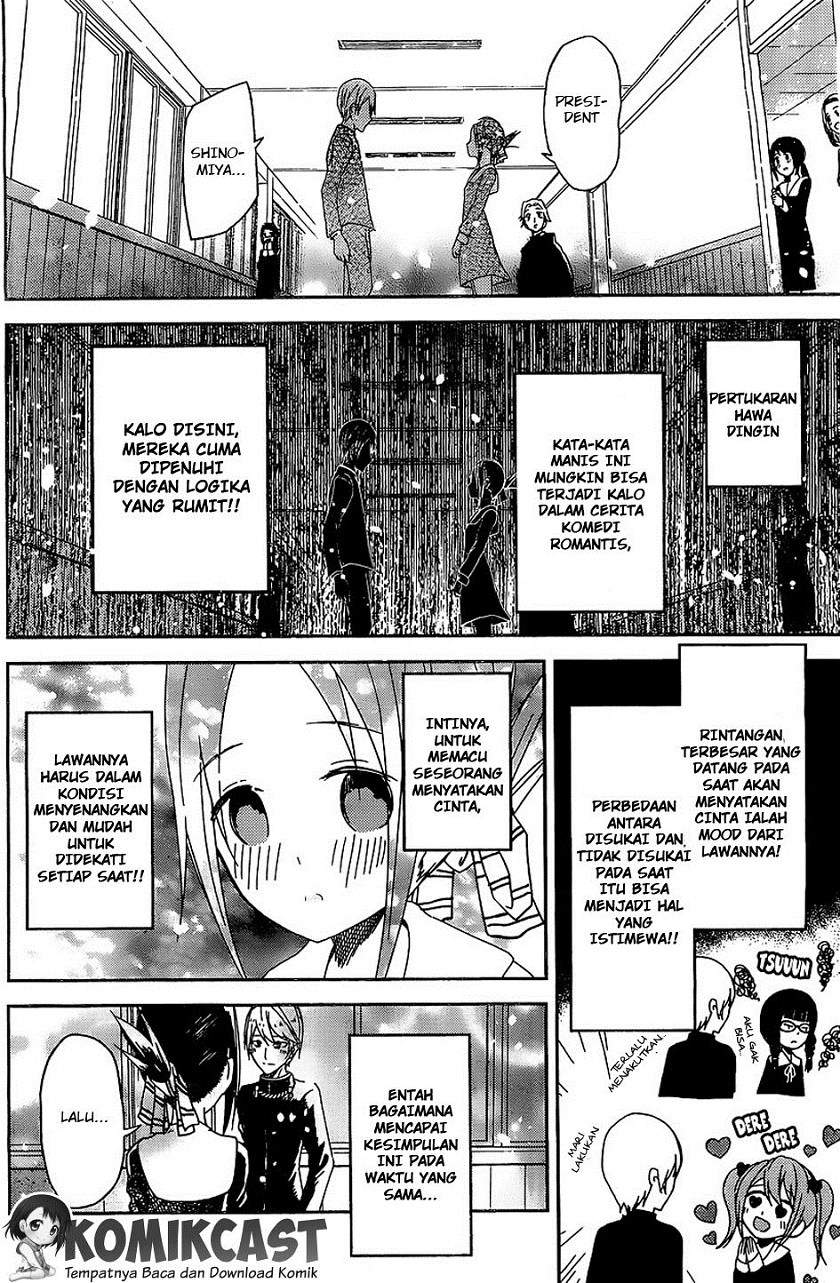 PRESI-
DENT
SHINO-
MIYA...
PERTUKARAN
HAWA
DINGIN
KATA-KATA
MANIS INI
MUNGKIN BISA
TERJADI KALO
DALAM CERITA
KOMEDI
ROMANTIS,
KALO DISINI,
MEREKA CUMA
DIPENUHI
DENGAN LOGIKA
YANG RUMIT!!
RINTANGAN
TERBESAR YANG
DATANG PADA
SAAT AKAN
MENYATAKAN
CINTA IALAH
MOOD DARI
LAWANNYA!
PERBEDAAN
ANTARA
DISUKAI DAN
TIDAK DISUKAI
PADA SAAT
ITU BISA
MENJADI HAL
YANG
ISTIMEWA!!
TSUUUN
AKU GAK
BISA..
TERLALU
MENAKUTKAN..
DERE
DERE
MARI
LAKUKAN
INTINYA,
UNTUK
MEMACU
SESEORANG
MENYATAKAN
CINTA,
LAWANNYA
HARUS DALAM
KONDISI
MENYENANGKAN
DAN MUDAH
UNTUK
DIDEKATI
SETIAP SAAT!!
ENTAH
BAGAIMANA
MENCAPAI
KESIMPULAN
INI PADA
WAKTU YANG
SAMA...
LALU...
KOMIKCAST
Tempatnya Baca dan Download Komik